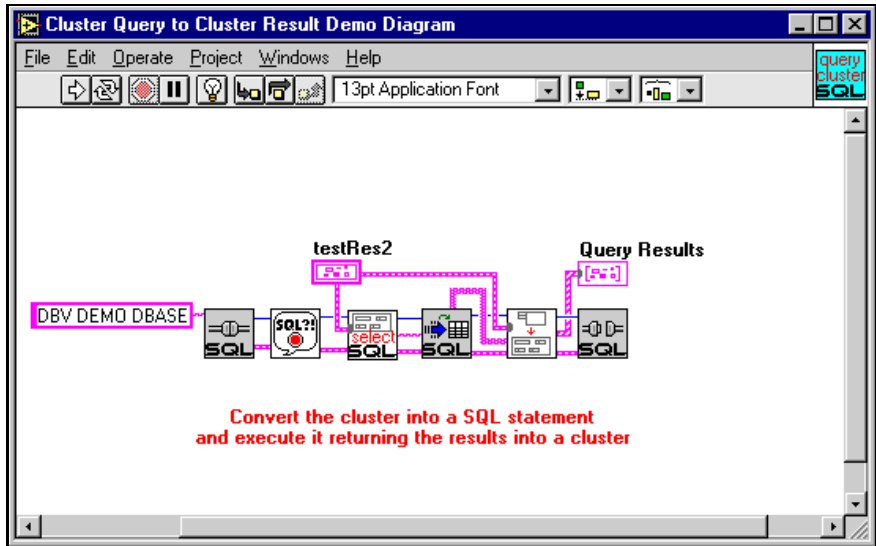 Cluster Query to Cluster Result Demo Diagram
File Edit Operate Project Windows Help
query
cluster
SQL
13pt Application Font
testRes2
Query Results
DBV DEMO DBASE
SQL
SQL?!
select
SQL
SQL
SQL
Convert the cluster into a SQL statement
and execute it returning the results into a cluster